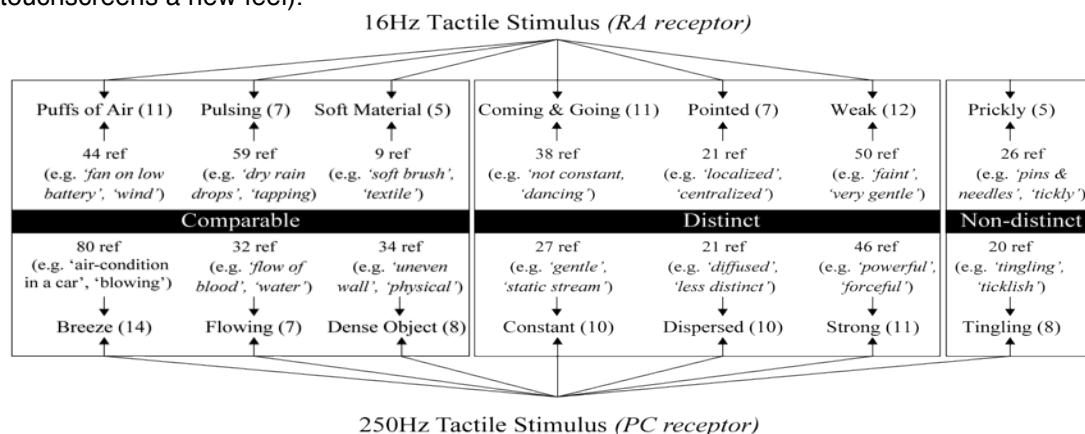 touchscreens a new feel).
16Hz Tactile Stimulus (RA receptor)
Puffs of Air (11) Pulsing (7) Soft Material (5) Coming & Going (11) Pointed (7) Weak (12) Prickly (5)
44 ref 59 ref 9 ref 38 ref 21 ref 50 ref 26 ref
(e.g. ‘fan on low (e.g. ‘dry rain (e.g. ‘soft brush’, (e.g. ‘not constant, (e.g. ‘localized’, (e.g. ‘faint’, (e.g. ‘pins &
battery’, ‘wind’) drops’, ‘tapping) ‘textile’) ‘dancing’) ‘centralized’) ‘very gentle’) needles’, ‘tickly’)
Comparable Distinct Non-distinct
80 ref 32 ref 34 ref 27 ref 21 ref 46 ref 20 ref
(e.g. ‘air-condition (e.g. ‘flow of (e.g. ‘uneven (e.g. ‘gentle’, (e.g. ‘diffused’, (e.g. ‘powerful’, (e.g. ‘tingling’,
in a car’, ‘blowing’) blood’, ‘water’) wall’, ‘physical’) ‘static stream’) ‘less distinct’) ‘forceful’) ‘ticklish’)
Breeze (14) Flowing (7) Dense Object (8) Constant (10) Dispersed (10) Strong (11) Tingling (8)
250Hz Tactile Stimulus (PC receptor)